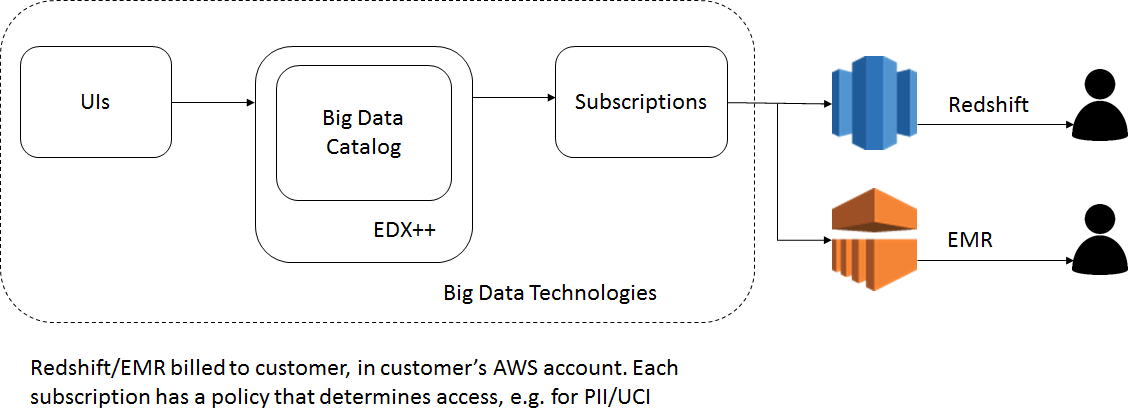 UIs
Big Data
Catalog
EDX++
Subscriptions
Redshift
EMR
Big Data Technologies
Redshift/EMR billed to customer, in customer’s AWS account. Each
subscription has a policy that determines access, e.g. for PII/UCI